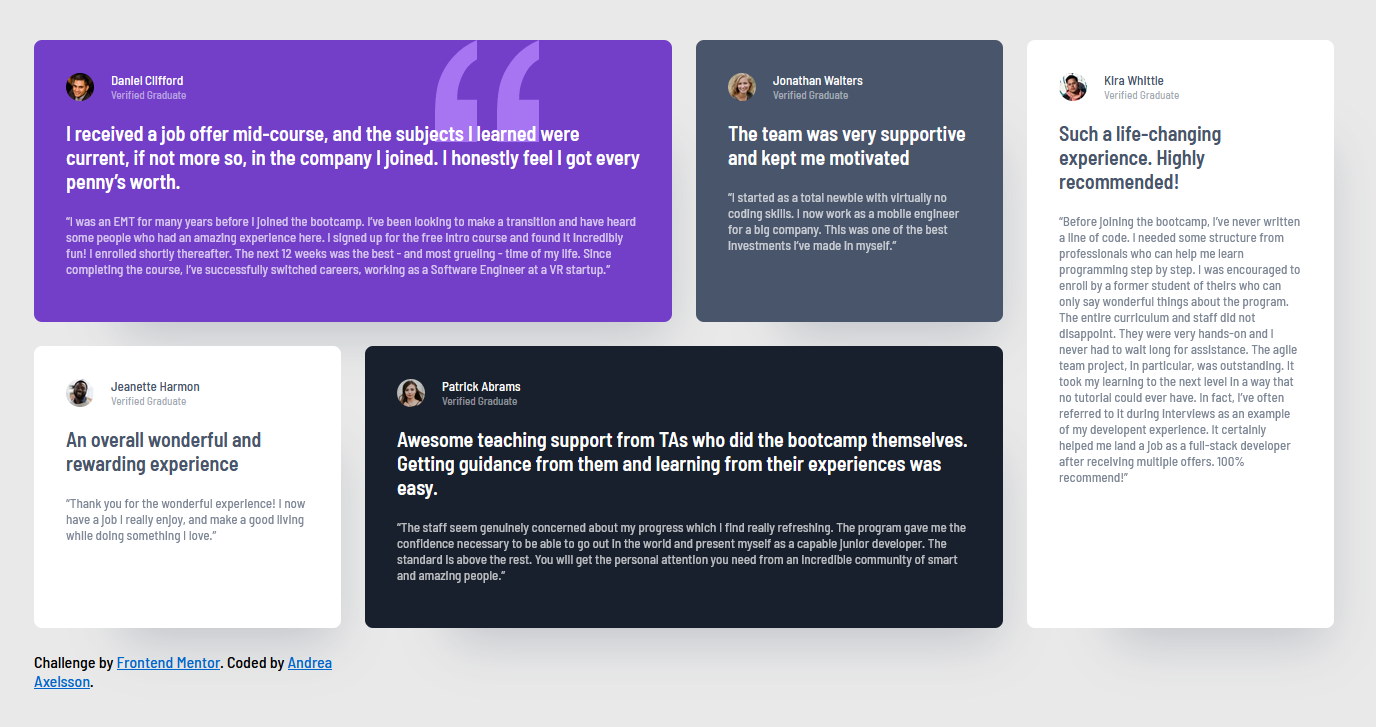 Daniel Clifford
Verified Graduate
I received a job offer mid-course, and the subjects I learned were
current, if not more so, in the company I joined. I honestly feel I got every
penny’s worth.
“I was an EMT for many years before I joined the bootcamp. I’ve been looking to make a transition and have heard
some people who had an amazing experience here. I signed up for the free intro course and found it incredibly
fun! I enrolled shortly thereafter. The next 12 weeks was the best - and most grueling - time of my life. Since
completing the course, I’ve successfully switched careers, working as a Software Engineer at a VR startup.”
Jonathan Walters
Verified Graduate
The team was very supportive
and kept me motivated
“I started as a total newbie with virtually no
coding skills. I now work as a mobile engineer
for a big company. This was one of the best
investments I’ve made in myself.”
Kira Whittle
Verified Graduate
Such a life-changing
experience. Highly
recommended!
“Before joining the bootcamp, I’ve never written
a line of code. I needed some structure from
professionals who can help me learn
programming step by step. I was encouraged to
enroll by a former student of theirs who can
only say wonderful things about the program.
The entire curriculum and staff did not
disappoint. They were very hands-on and I
never had to wait long for assistance. The agile
team project, in particular, was outstanding. It
took my learning to the next level in a way that
no tutorial could ever have. In fact, I’ve often
referred to it during interviews as an example
of my developent experience. It certainly
helped me land a job as a full-stack developer
after receiving multiple offers. 100%
recommend!”
Jeanette Harmon
Verified Graduate
An overall wonderful and
rewarding experience
“Thank you for the wonderful experience! I now
have a job I really enjoy, and make a good living
while doing something I love.”
Patrick Abrams
Verified Graduate
Awesome teaching support from TAs who did the bootcamp themselves.
Getting guidance from them and learning from their experiences was
easy.
“The staff seem genuinely concerned about my progress which I find really refreshing. The program gave me the
confidence necessary to be able to go out in the world and present myself as a capable junior developer. The
standard is above the rest. You will get the personal attention you need from an incredible community of smart
and amazing people.”
Challenge by Frontend Mentor. Coded by Andrea
Axelsson.